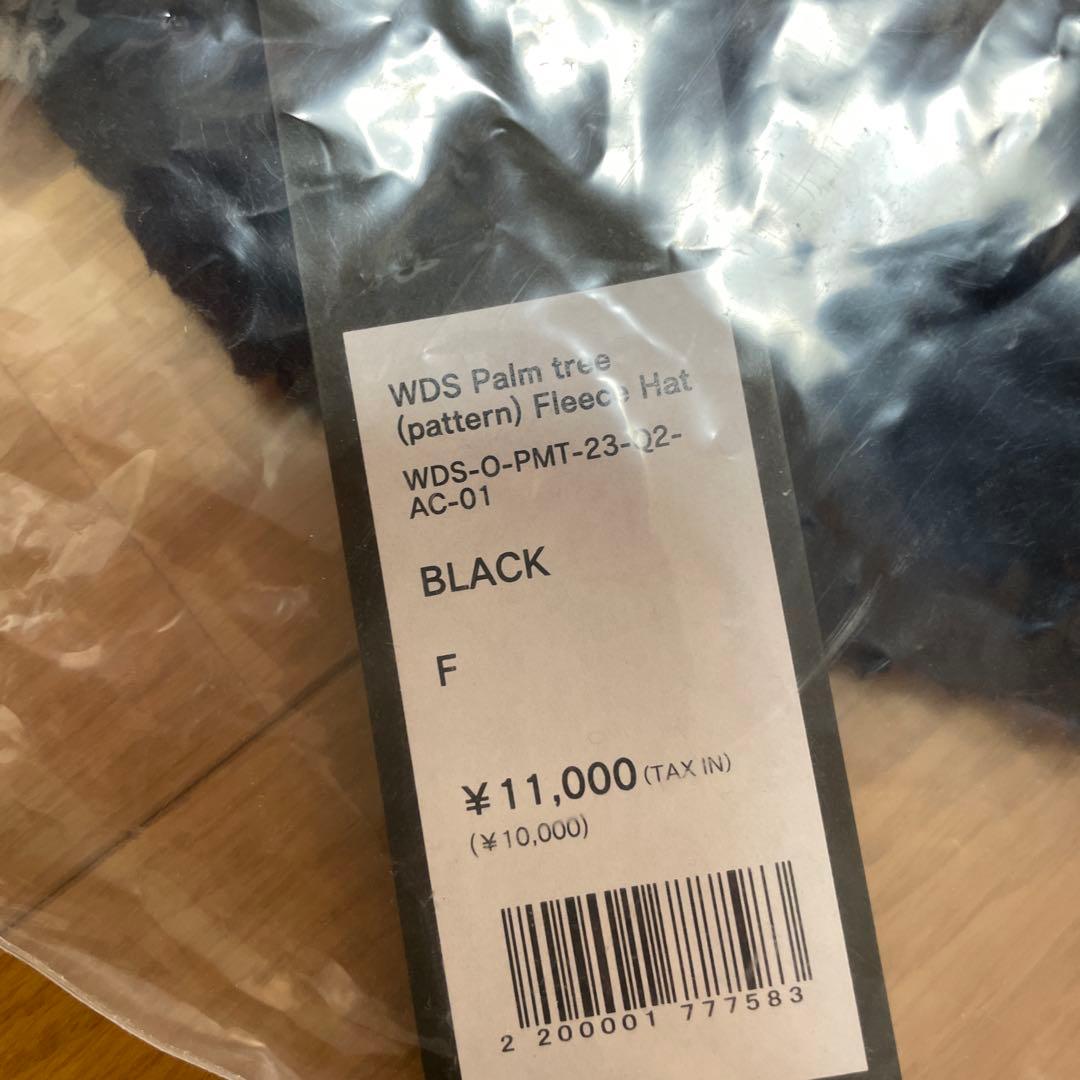 WDS Palm tree
(pattern) Fleece Hat
WDS-O-PMT-23-Q2-
AC-01
BLACK
F
¥11,000 (TAX IN)
(¥10,000)
2 200001 777583